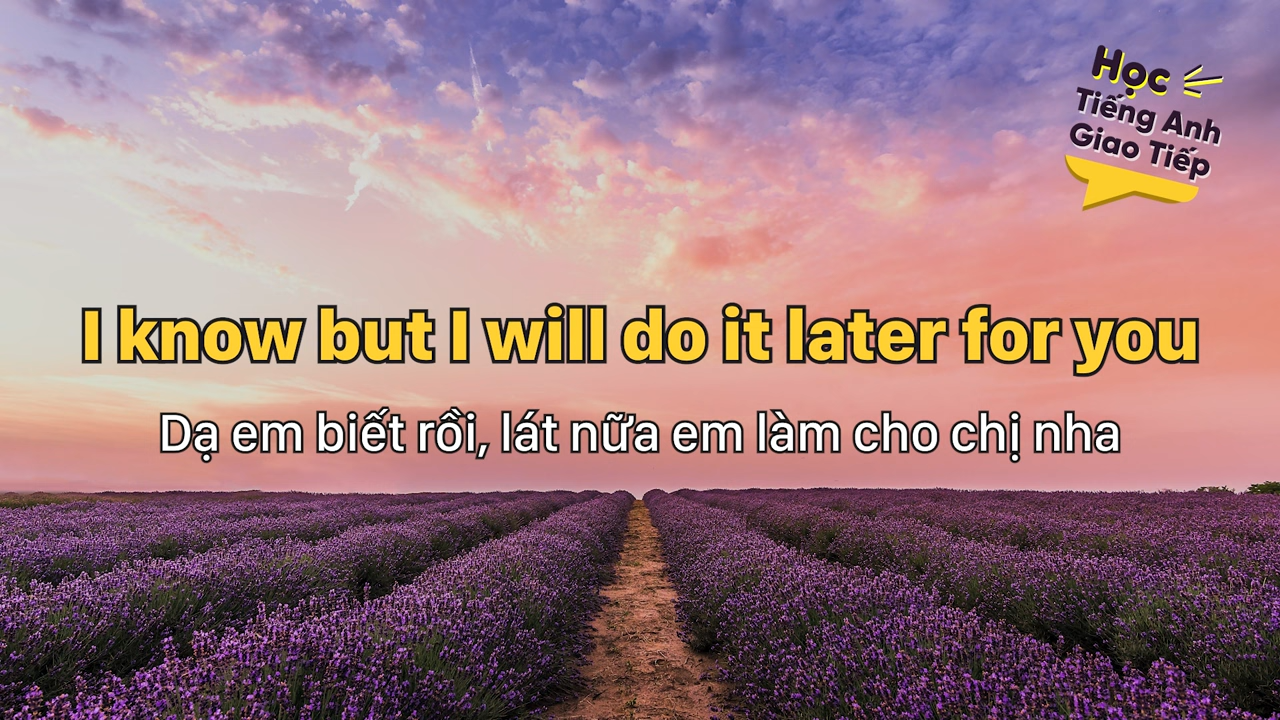 Học
Tiếng Anh
Giao Tiếp
I know but I will do it later for you
Dạ em biết rồi, lát nữa em làm cho chị nha